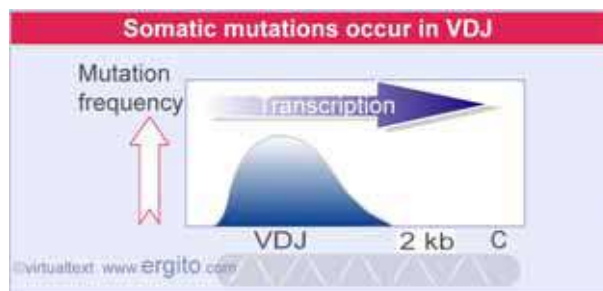 Somatic mutations occur in VDJ
Mutation
frequency
Transcription
VDJ 2 kb C
©virtualtext www.ergito.com